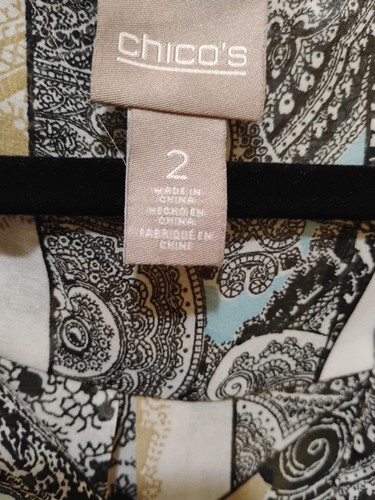 chico's
2
MADE IN
CHINA
HECHO EN
CHINA
FABRIQUÉ EN
CHINE